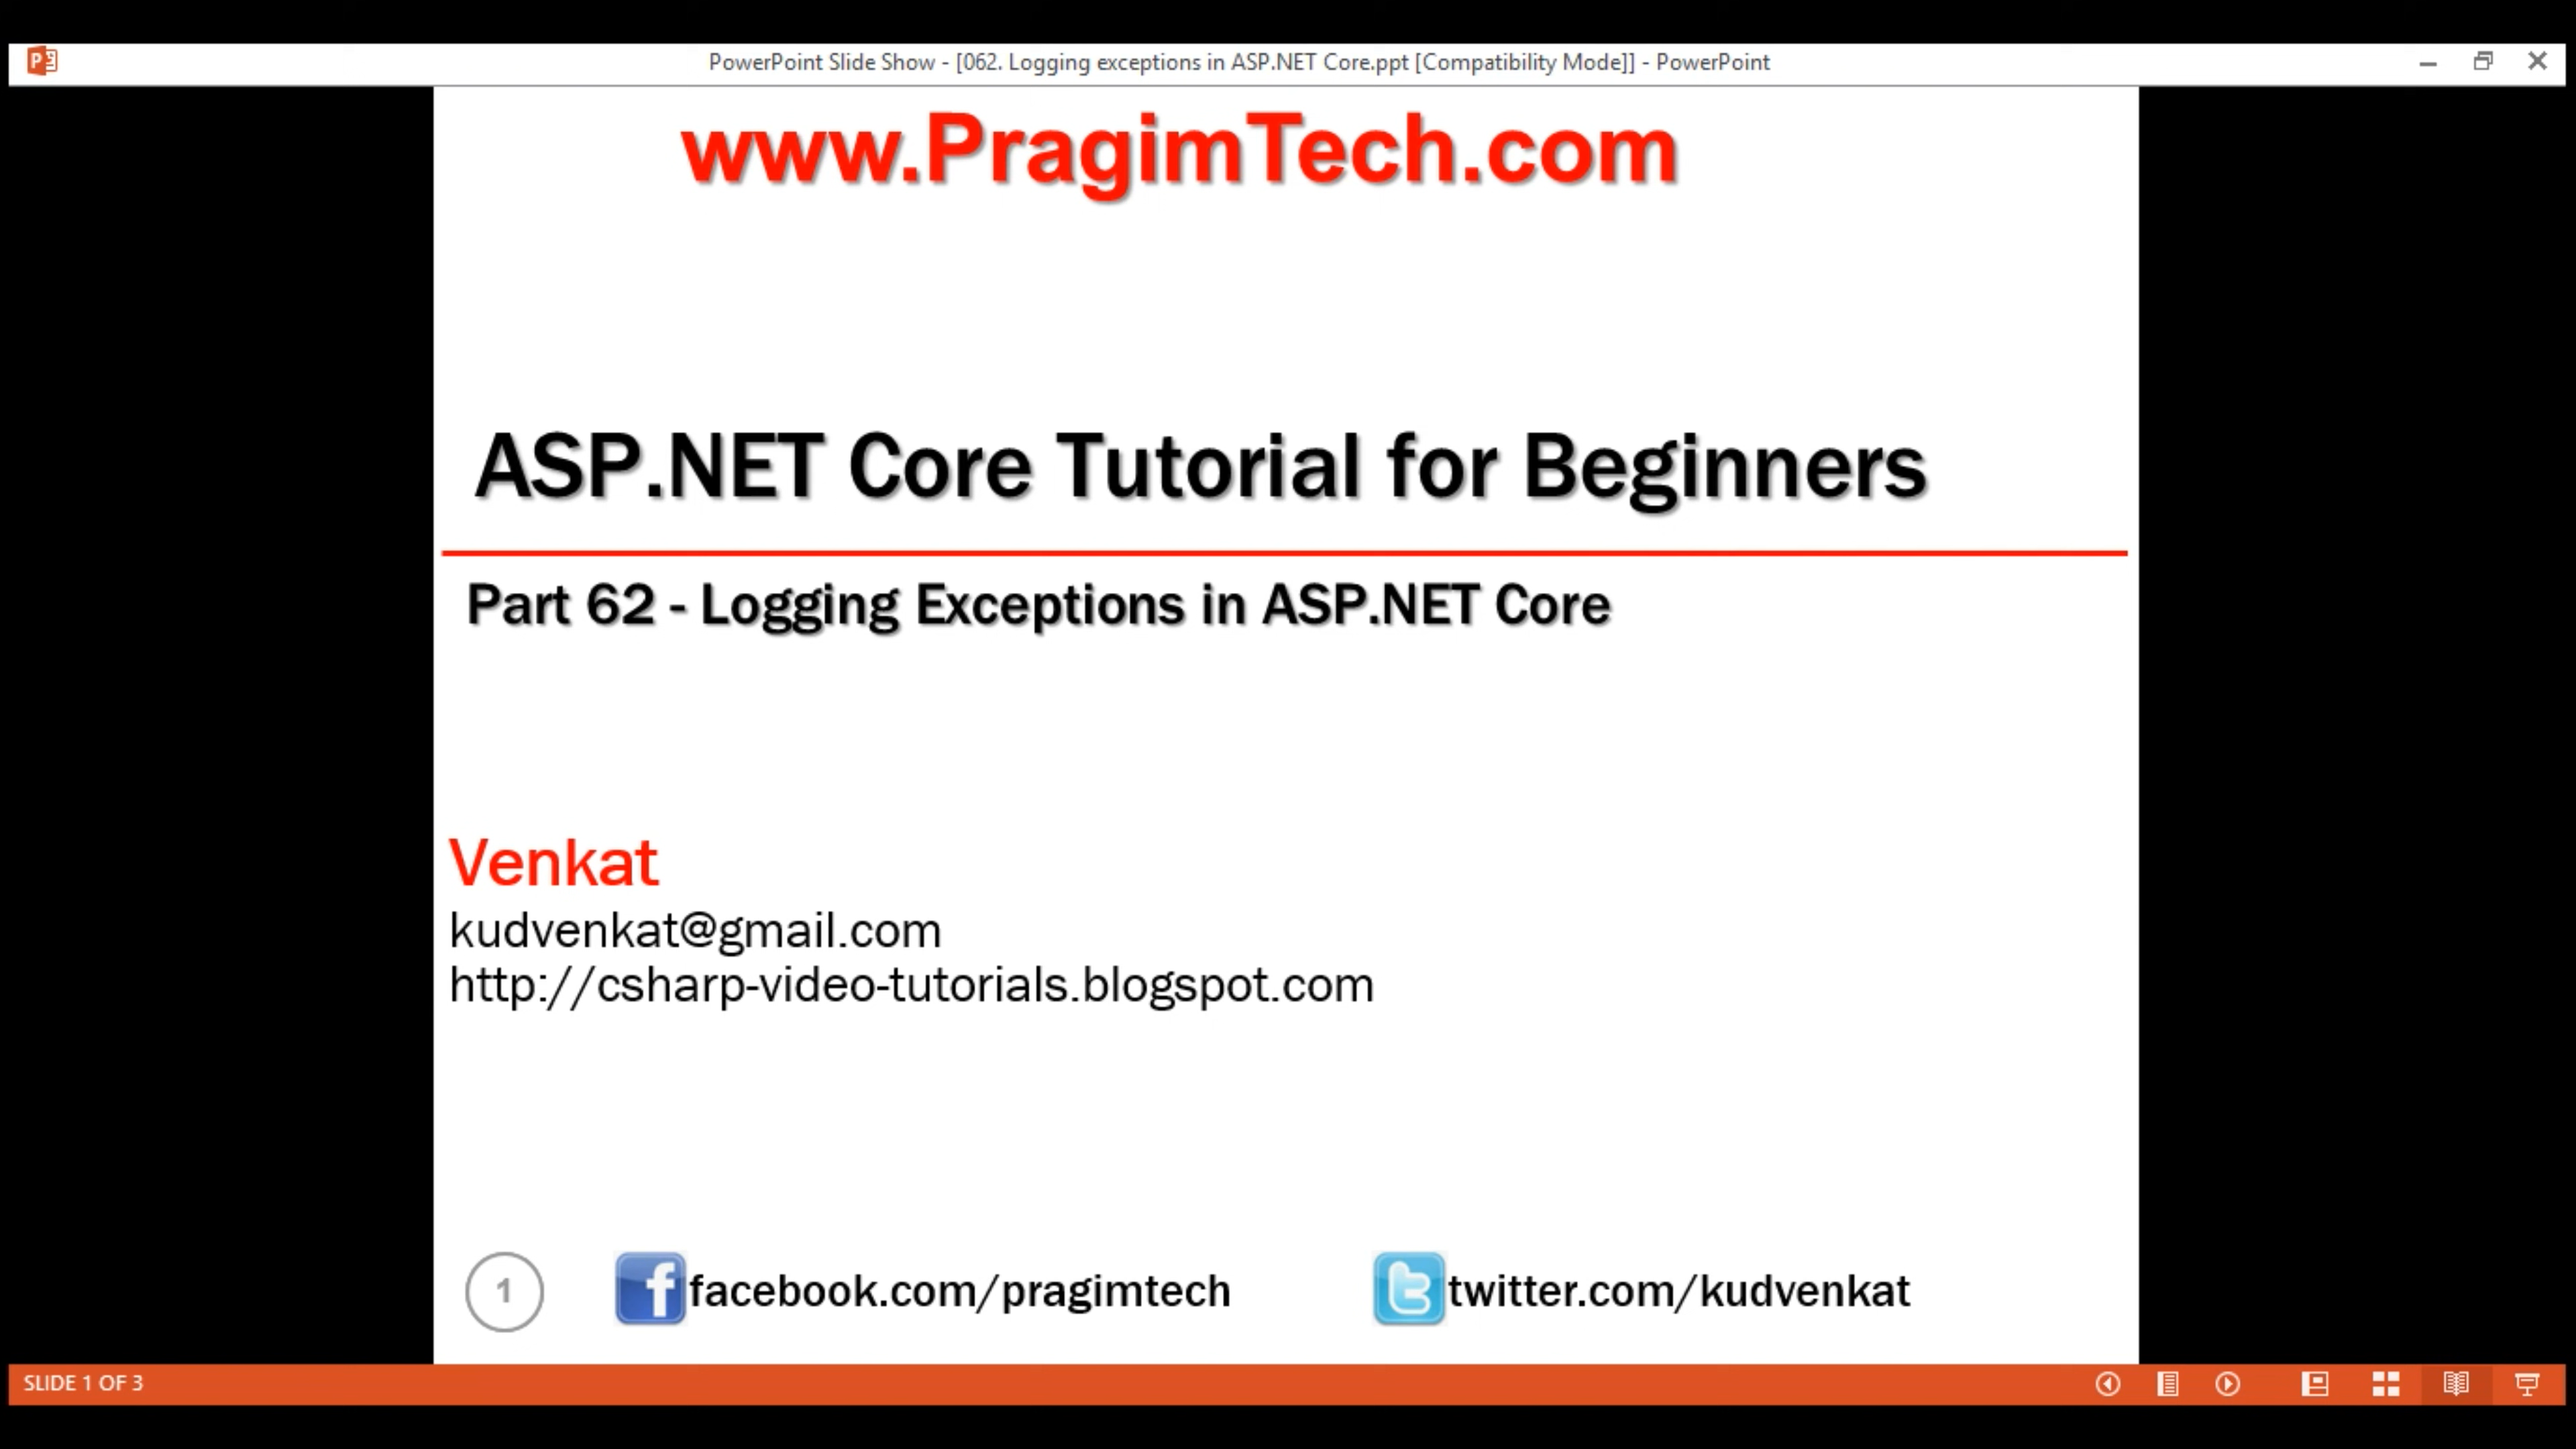 PowerPoint Slide Show - [062. Logging exceptions in ASP.NET Core.ppt [Compatibility Mode]] - PowerPoint
www.PragimTech.com
ASP.NET Core Tutorial for Beginners
Part 62 - Logging Exceptions in ASP.NET Core
Venkat
kudvenkat@gmail.com
http://csharp-video-tutorials.blogspot.com
1
facebook.com/pragimtech
twitter.com/kudvenkat
SLIDE 1 OF 3